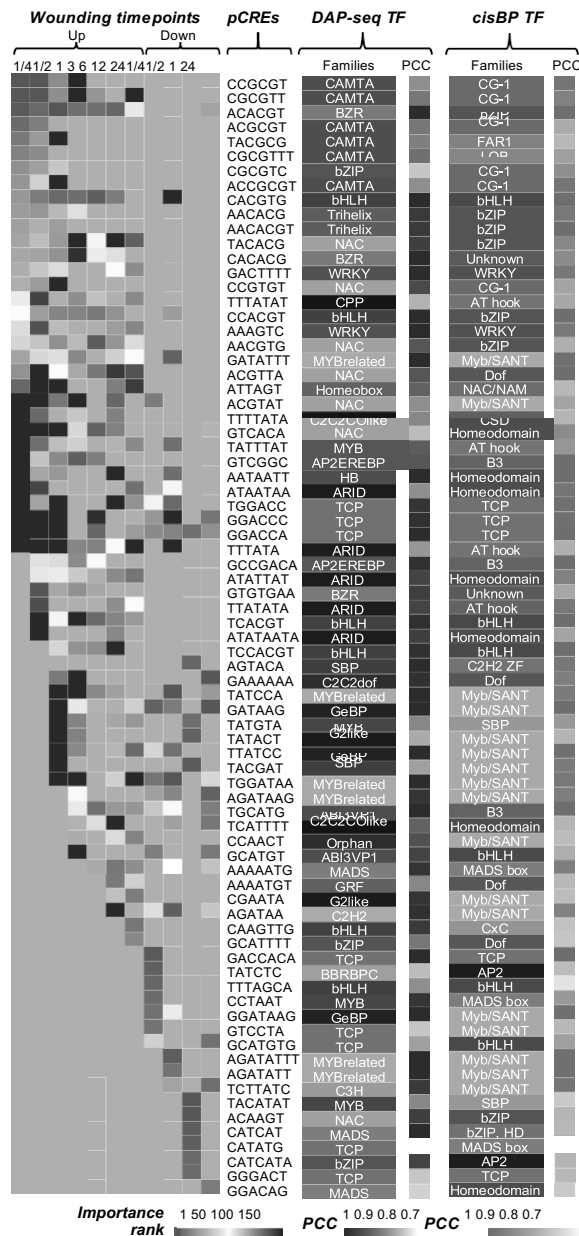 Wounding timepoints pCREs DAP-seq TF cisBP TF
Up Down
1/4 1/2 1 3 6 12 24 1/4 1/2 1 24 Families PCC Families PCC
CCGCGT CAMTA CG-1
CGCGTT CAMTA CG-1
ACACGT BZR bZIP
ACGCGT CAMTA CG-1
TACGCG CAMTA FAR1
CGCGTTT CAMTA LOB
CGCGTC bZIP CG-1
ACCGCGT CAMTA CG-1
CACGTG bHLH bHLH
AACACG Trihelix bZIP
AACACGT Trihelix bZIP
TACACG NAC bZIP
CACACG BZR Unknown
GACTTTT WRKY WRKY
CCGTGT NAC CG-1
TTTATAT CPP AT hook
CCACGT bHLH bZIP
AAAGTC WRKY WRKY
AACGTG NAC bZIP
GATATTT MYBrelated Myb/SANT
ACGTTA NAC Dof
ATTAGT Homeobox NAC/NAM
ACGTAT NAC Myb/SANT
TTTTATA C2C2COlike CSD
GTCACA NAC Homeodomain
TATTTAT MYB AT hook
GTCGGC AP2EREBP B3
AATAATT HB Homeodomain
ATAATAA ARID Homeodomain
TGGACC TCP TCP
GGACCC TCP TCP
GGACCA TCP TCP
TTTATA ARID AT hook
GCCGACA AP2EREBP B3
ATATTAT ARID Homeodomain
GTGTGAA BZR Unknown
TTATATA ARID AT hook
TCACGT bHLH bHLH
ATATAATA ARID Homeodomain
TCCACGT bHLH bHLH
AGTACA SBP C2H2 ZF
GAAAAAA C2C2dof Dof
TATCCA MYBrelated Myb/SANT
GATAAG GeBP Myb/SANT
TATGTA MYB SBP
TATACT G2like Myb/SANT
TTATCC GeBP Myb/SANT
TACGAT SBP Myb/SANT
TGGATAA MYBrelated Myb/SANT
AGATAAG MYBrelated Myb/SANT
TGCATG ABI3VP1 B3
TCATTTT C2C2COlike Homeodomain
CCAACT Orphan Myb/SANT
GCATGT ABI3VP1 bHLH
AAAAATG MADS MADS box
AAAATGT GRF Dof
CGAATA G2like Myb/SANT
AGATAA C2H2 Myb/SANT
CAAGTTG bHLH CxC
GCATTTT bZIP Dof
GACCACA TCP TCP
TATCTC BBRBPC AP2
TTTAGCA bHLH bHLH
CCTAAT MYB MADS box
GGATAAG GeBP Myb/SANT
GTCCTA TCP Myb/SANT
GCATGTG TCP bHLH
AGATATTT MYBrelated Myb/SANT
AGATATT MYBrelated Myb/SANT
TCTTATC C3H Myb/SANT
TACATAT MYB SBP
ACAAGT NAC bZIP
CATCAT MADS bZIP, HD
CATATG TCP MADS box
CATCATA bZIP AP2
GGGACT TCP TCP
GGACAG MADS Homeodomain
Importance rank 1 50 100 150 PCC 1 0.9 0.8 0.7 PCC 1 0.9 0.8 0.7